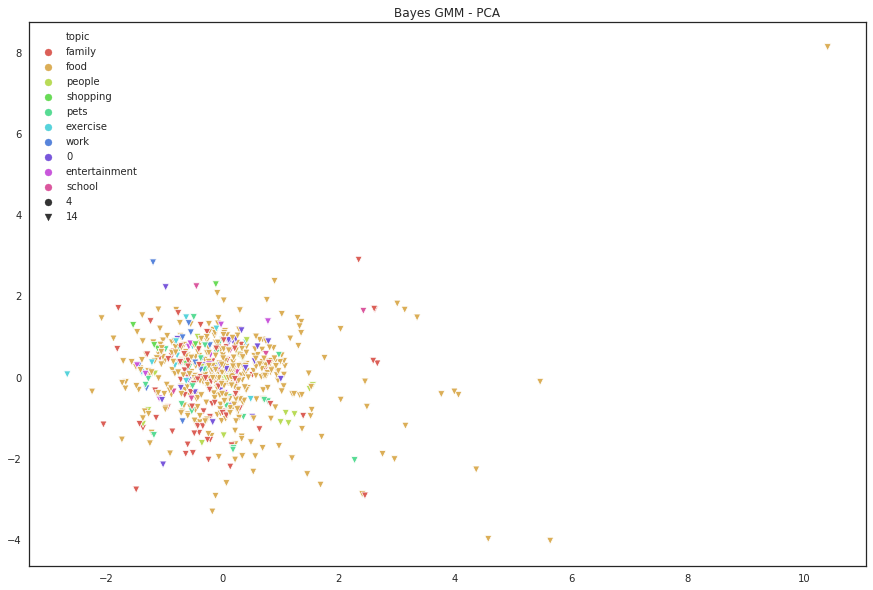 Bayes GMM - PCA
topic
family
food
people
shopping
pets
exercise
work
0
entertainment
school
4
14
8
6
4
2
0
−2
−4
−2 0 2 4 6 8 10